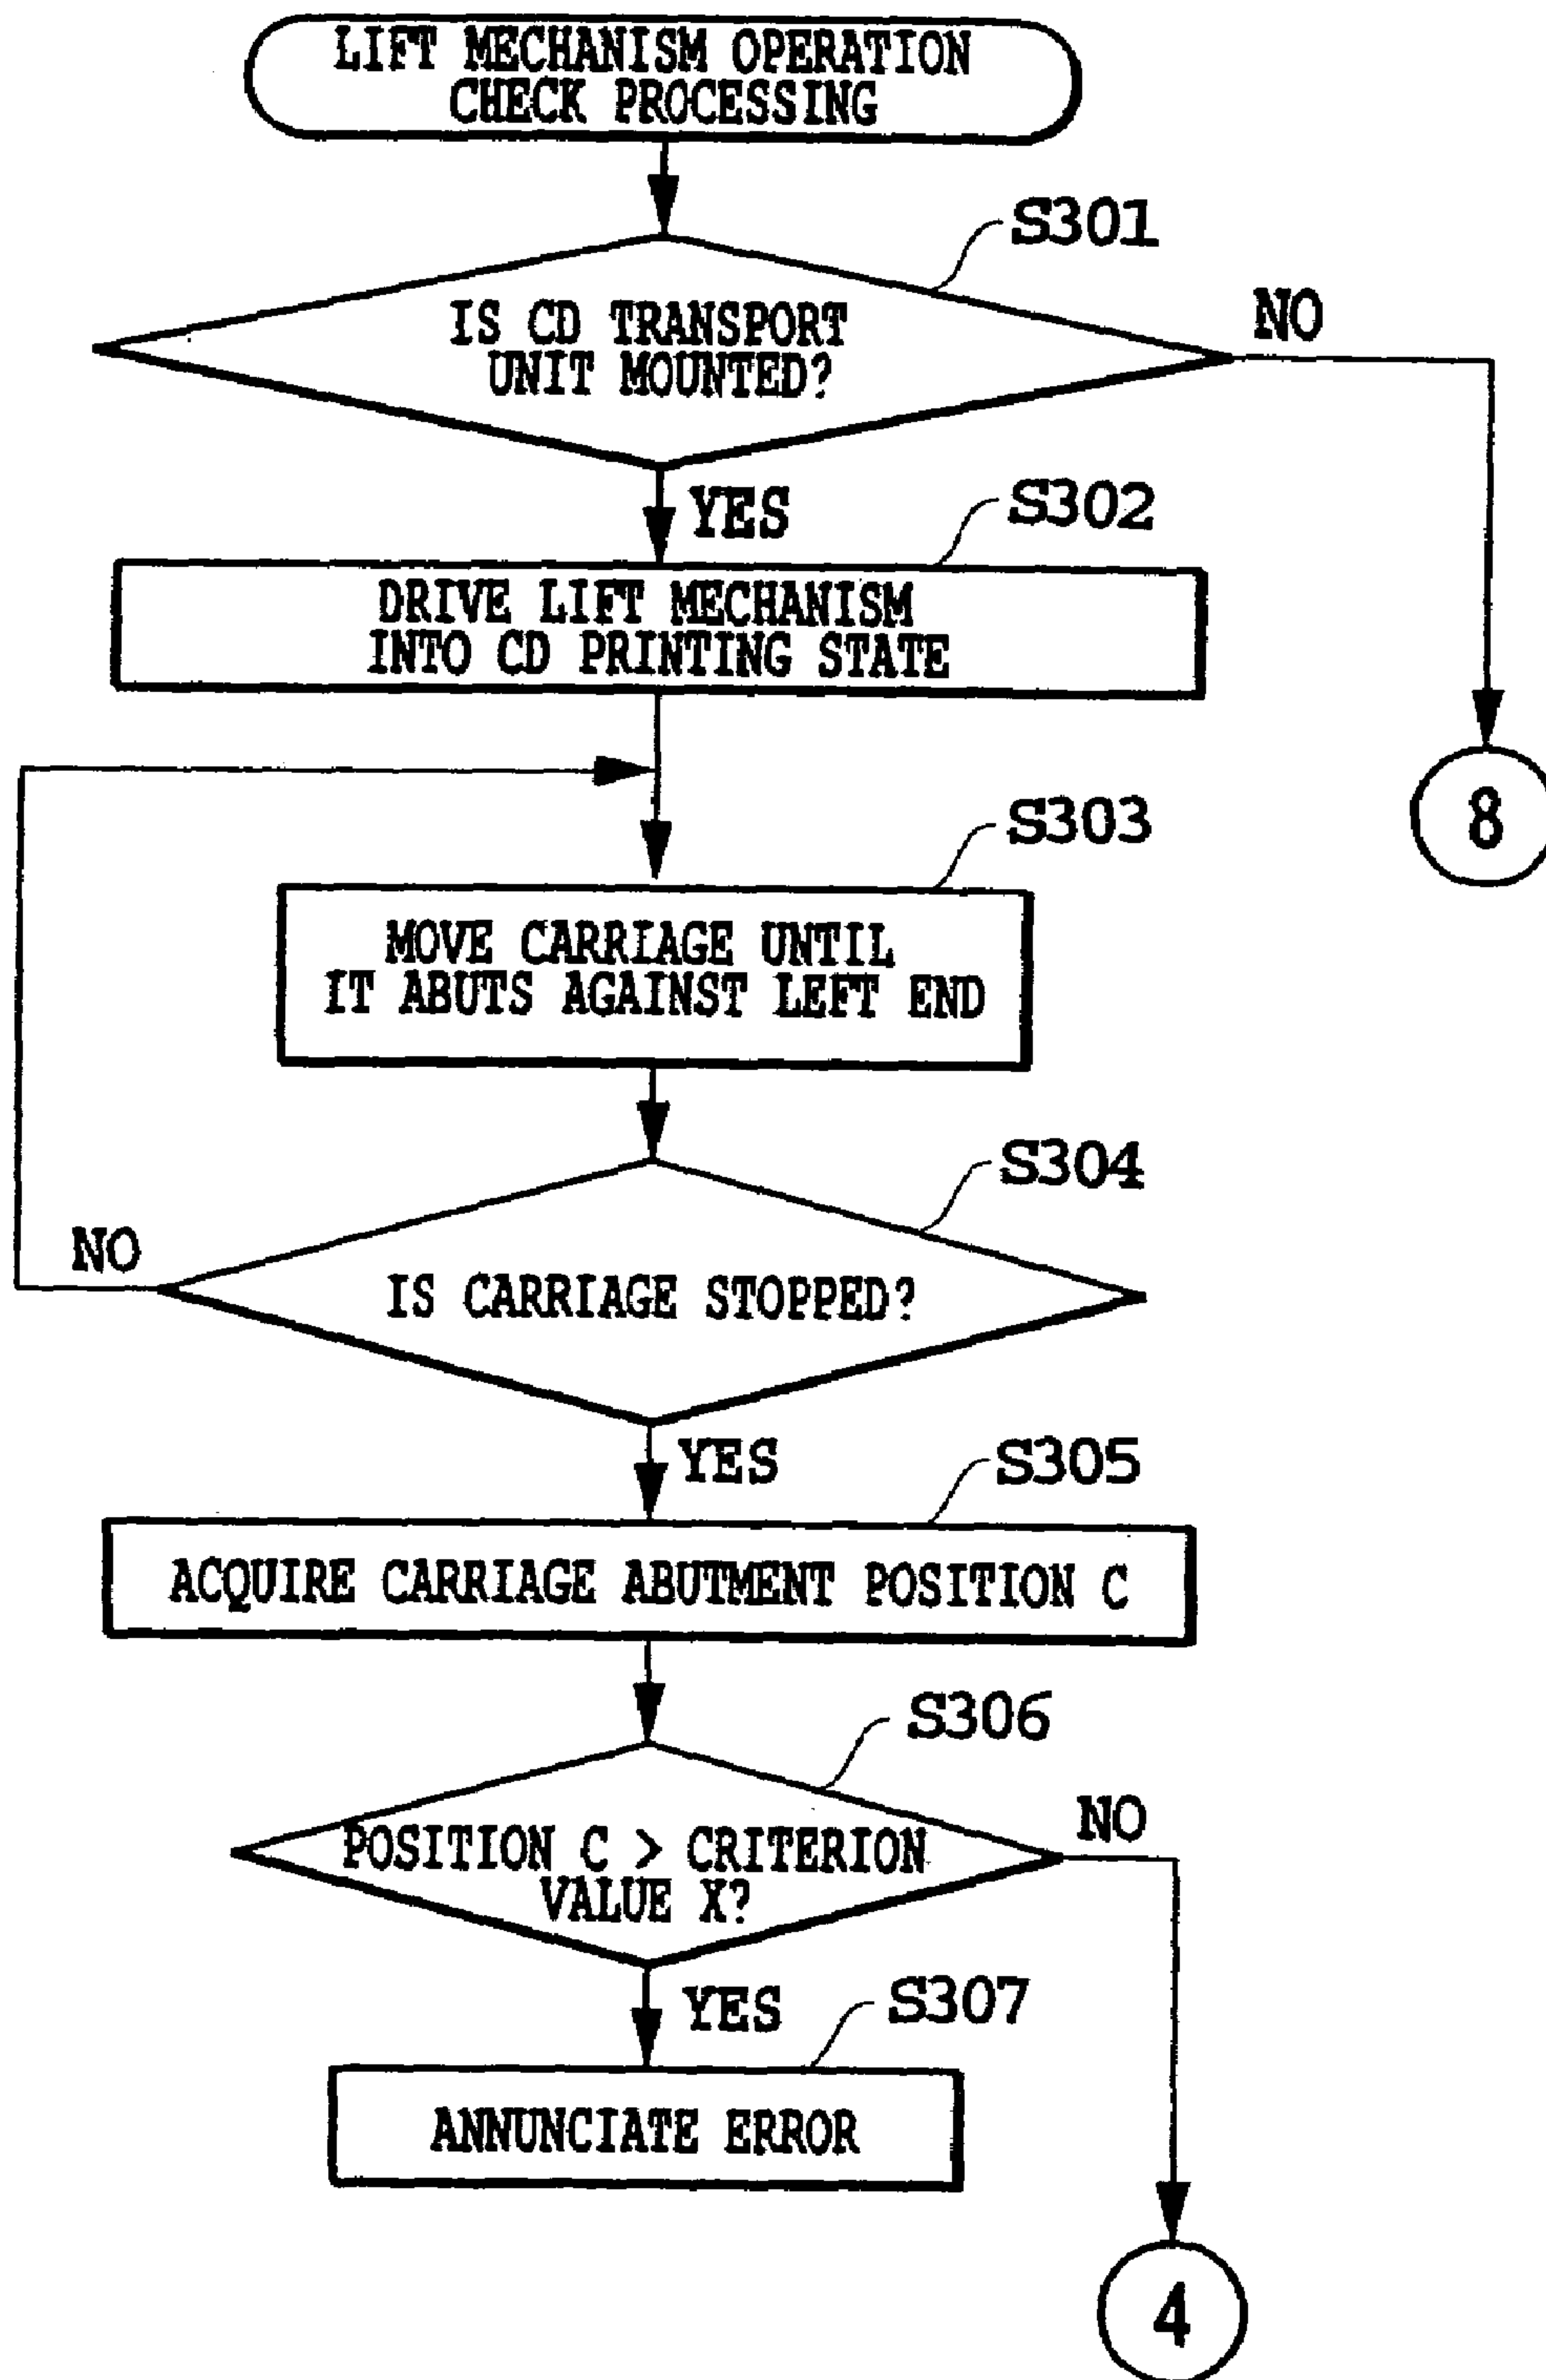 LIFT MECHANISM OPERATION
CHECK PROCESSING
S301
IS CD TRANSPORT
UNIT MOUNTED?
NO
YES
S302
DRIVE LIFT MECHANISM
INTO CD PRINTING STATE
8
S303
MOVE CARRIAGE UNTIL
IT ABUTS AGAINST LEFT END
S304
NO
IS CARRIAGE STOPPED?
YES
S305
ACQUIRE CARRIAGE ABUTMENT POSITION C
S306
NO
POSITION C > CRITERION
VALUE X?
YES
S307
ANNUNCIATE ERROR
4